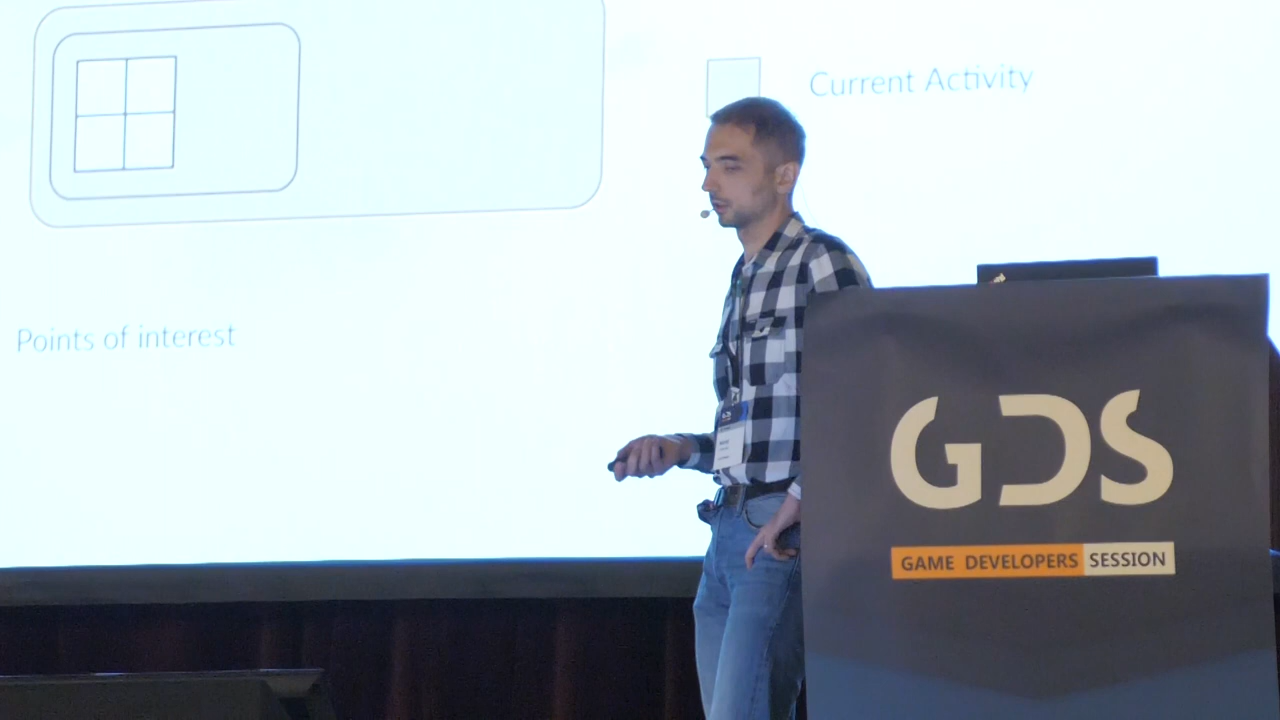 Current Activity
Points of interest
GDS
GAME DEVELOPERS SESSION